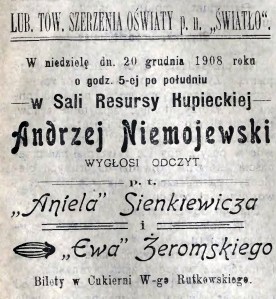 LUB. TOW. SZERZENIA OŚWIATY p. n. „ŚWIATŁO".
W niedzielę dn. 20 grudnia 1908 roku
o godz. 5-ej po południu
w Sali Resursy Kupieckiej
Andrzej Niemojewski
WYGŁOSI ODCZYT
p. t.
„Aniela" Sienkiewicza
i
„Ewa" Żeromskiego
Bilety w Cukierni W-go Rutkowskiego.